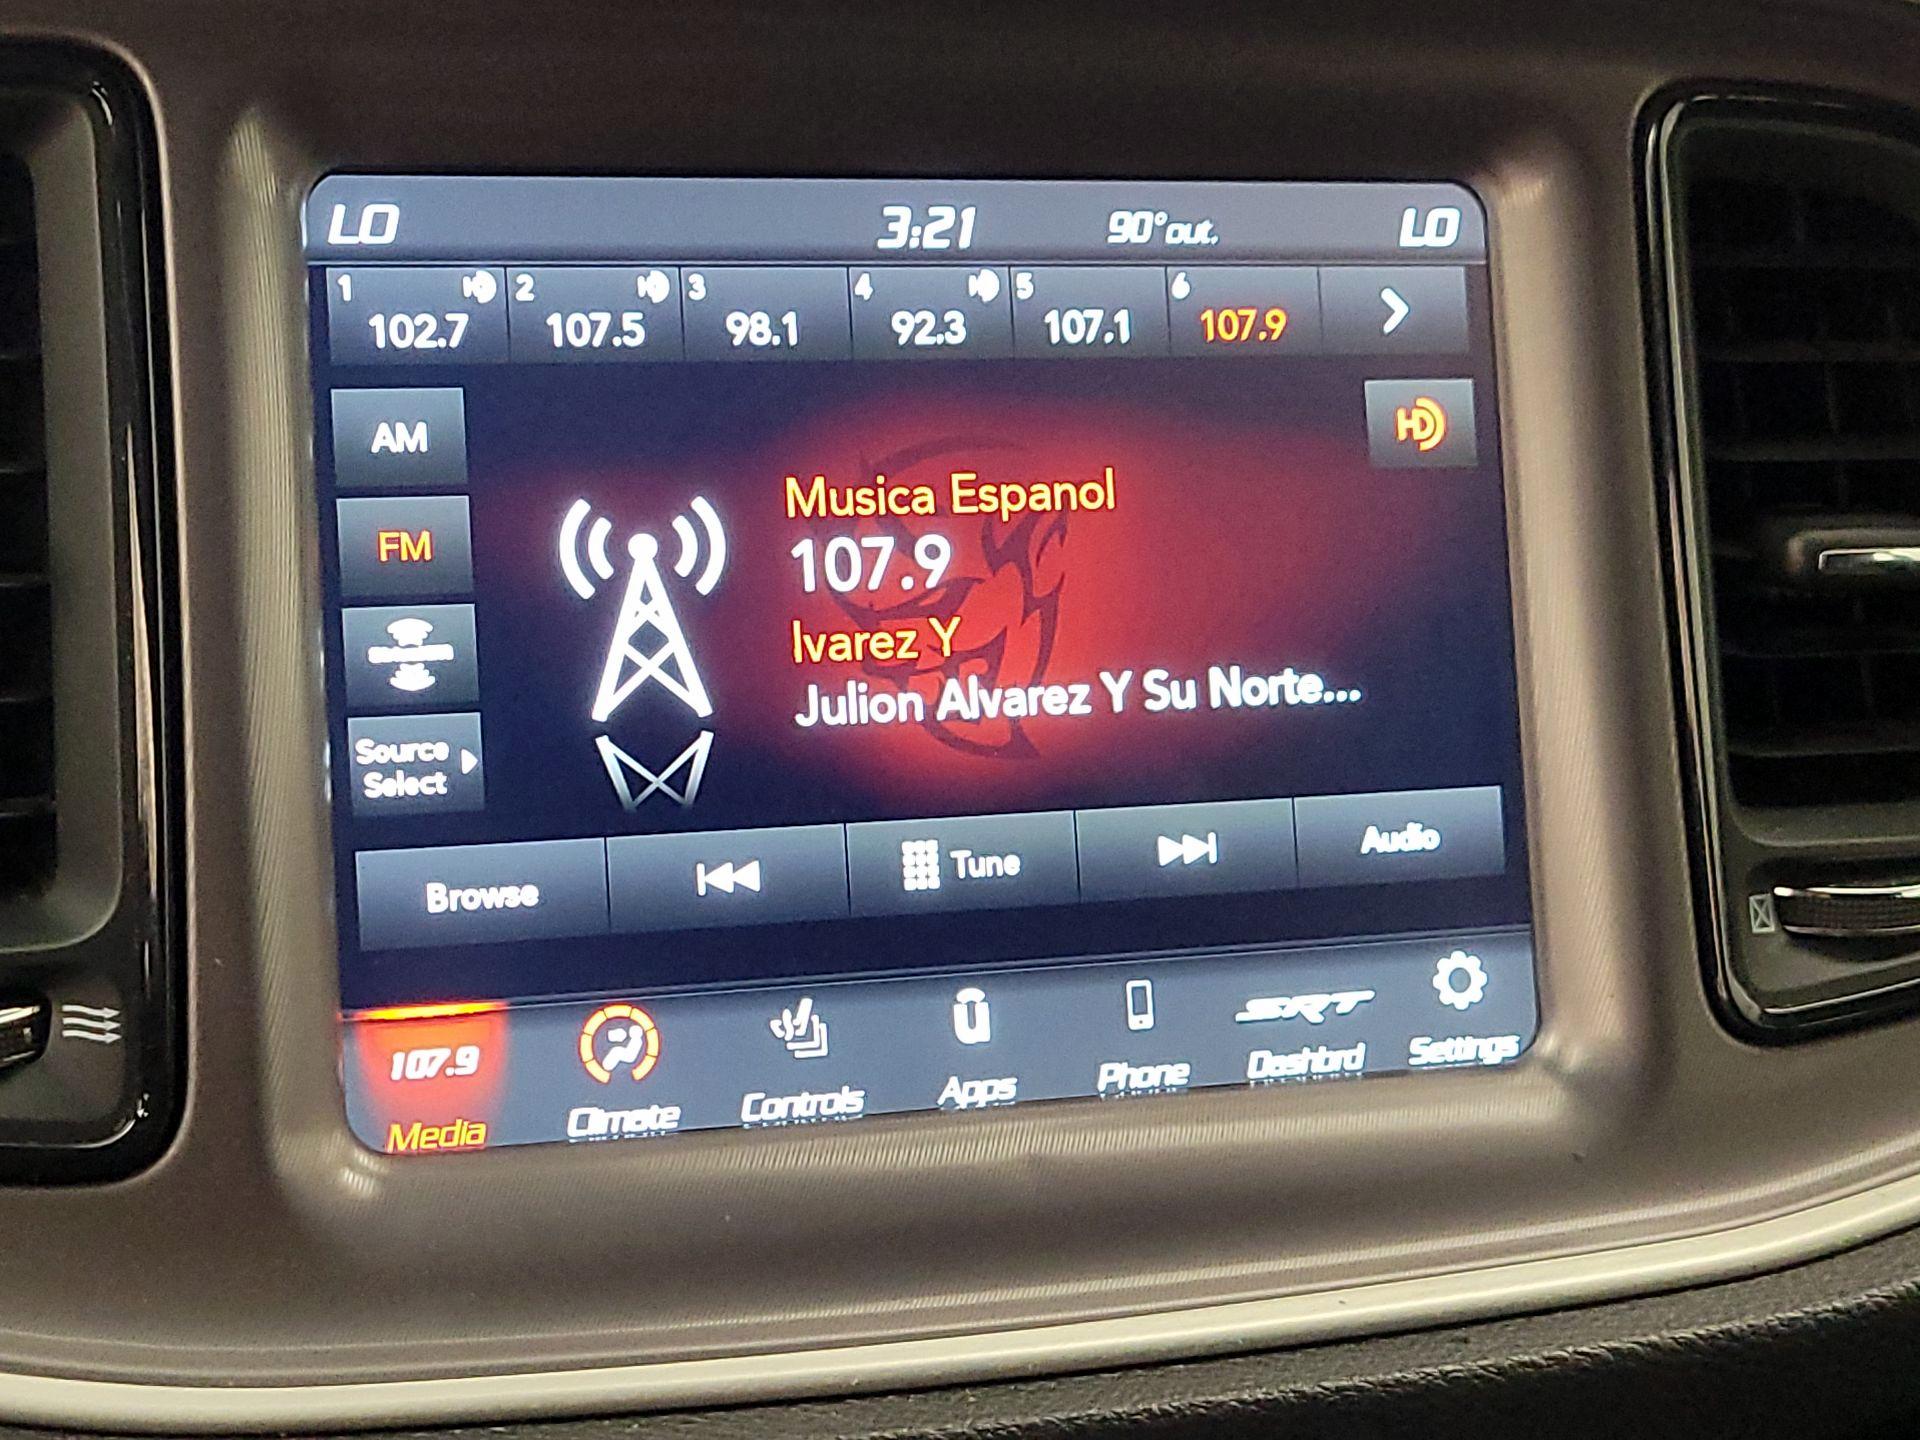 LO 3:21 90°out. LO
1 2 3 4 5 6
102.7 107.5 98.1 92.3 107.1 107.9
AM
HD
Musica Espanol
FM
107.9
Ivarez Y
Julion Alvarez Y Su Norte...
Source
Select
Browse Tune Audio
107.9 u SRT
Media Climate Controls Apps Phone Dashbrd Settings